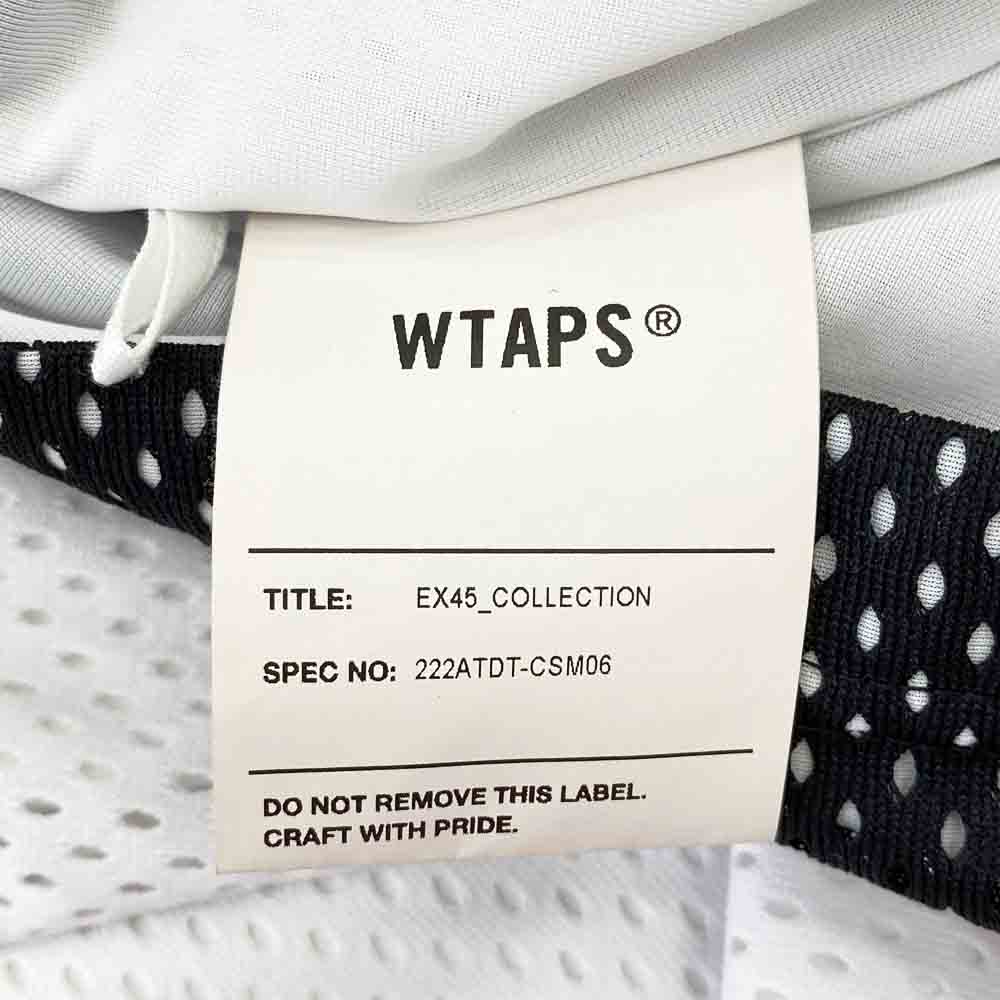 WTAPS®
TITLE: EX45_COLLECTION
SPEC NO: 222ATDT-CSM06
DO NOT REMOVE THIS LABEL.
CRAFT WITH PRIDE.